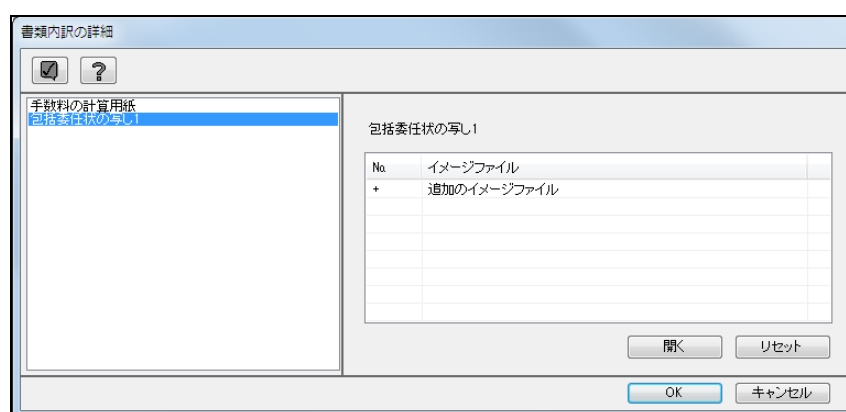 書類内訳の詳細
?
手数料の計算用紙
包括委任状の写し1
包括委任状の写し1
No. イメージファイル
+ 追加のイメージファイル
開く リセット
OK キャンセル